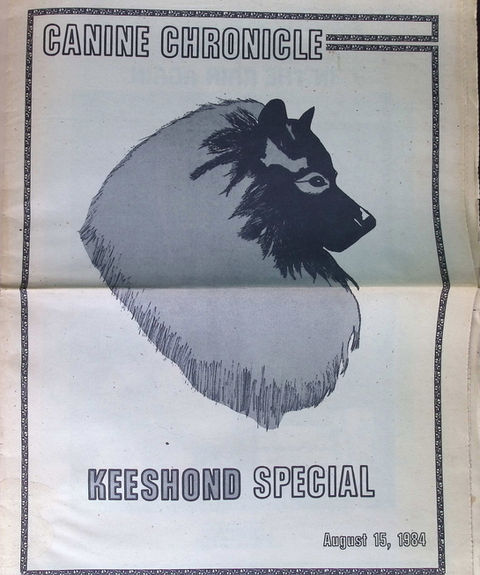 CANINE CHRONICLE
KEESHOND SPECIAL
August 15, 1984